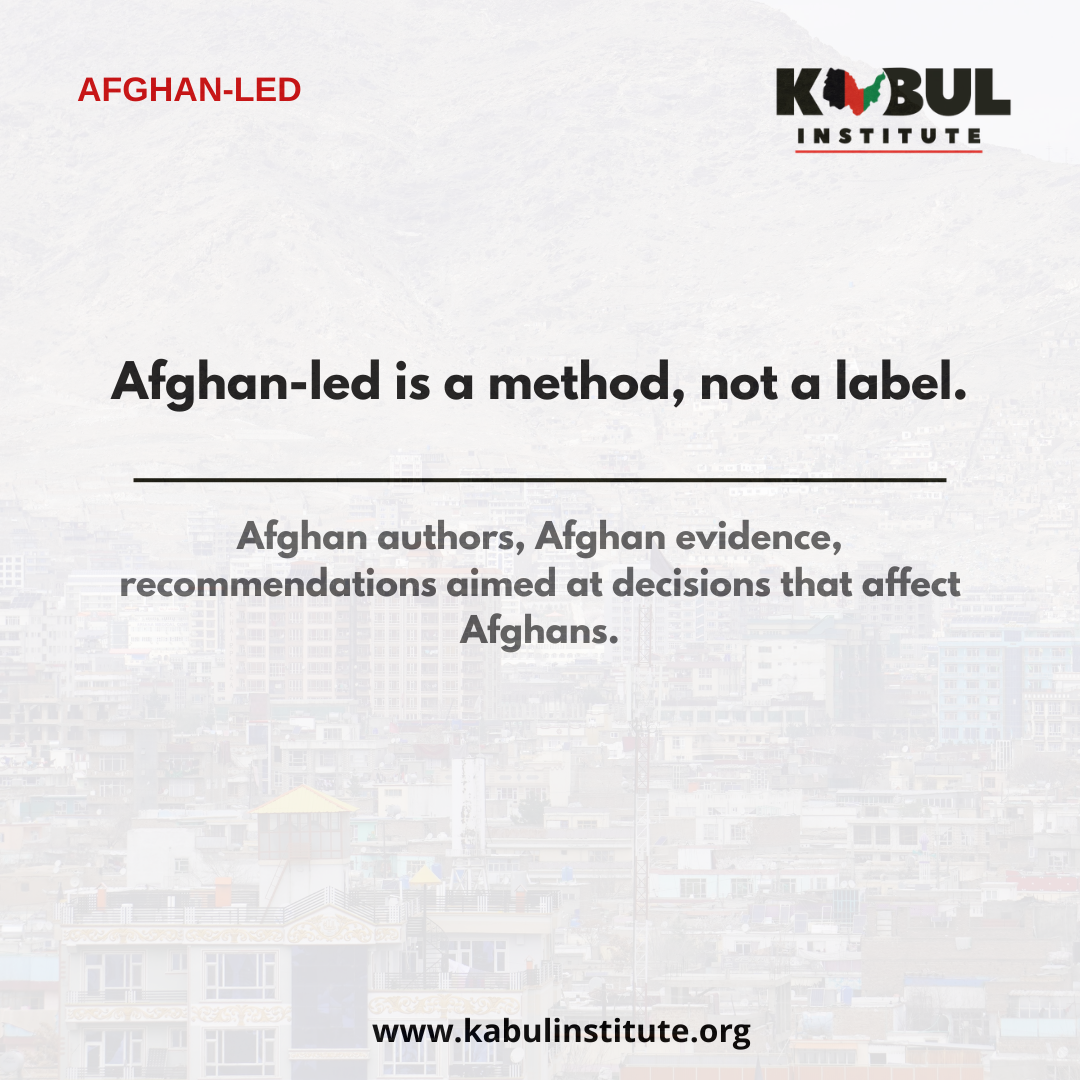 AFGHAN-LED
KABUL
INSTITUTE
Afghan-led is a method, not a label.
Afghan authors, Afghan evidence,
recommendations aimed at decisions that affect
Afghans.
www.kabulinstitute.org